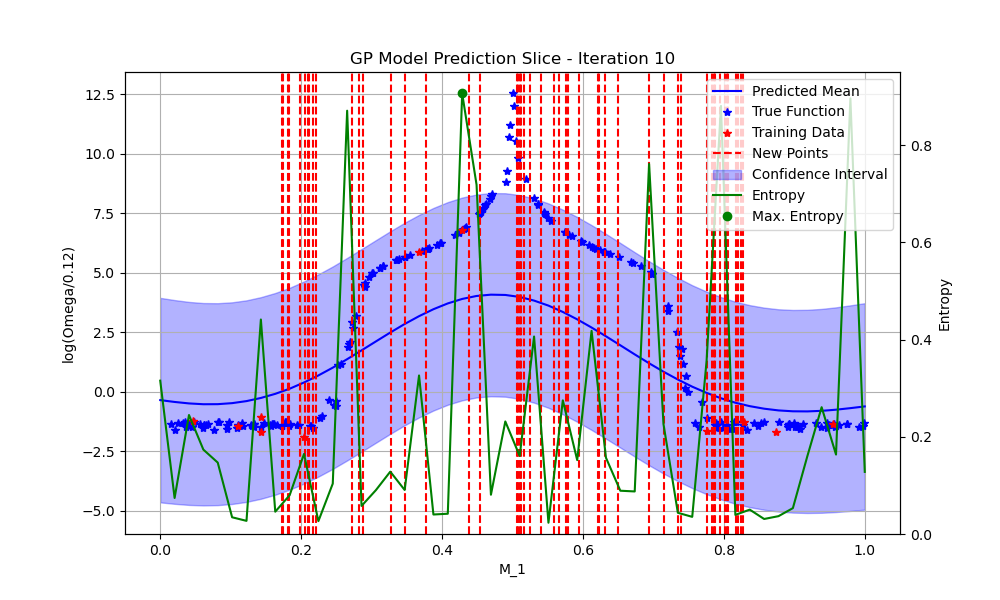 GP Model Prediction Slice - Iteration 10
Predicted Mean
True Function
Training Data
New Points
Confidence Interval
Entropy
Max. Entropy
12.5
10.0
7.5
5.0
2.5
0.0
−2.5
−5.0
log(Omega/0.12)
0.8
0.6
0.4
0.2
0.0
Entropy
0.0
0.2
0.4
0.6
0.8
1.0
M_1